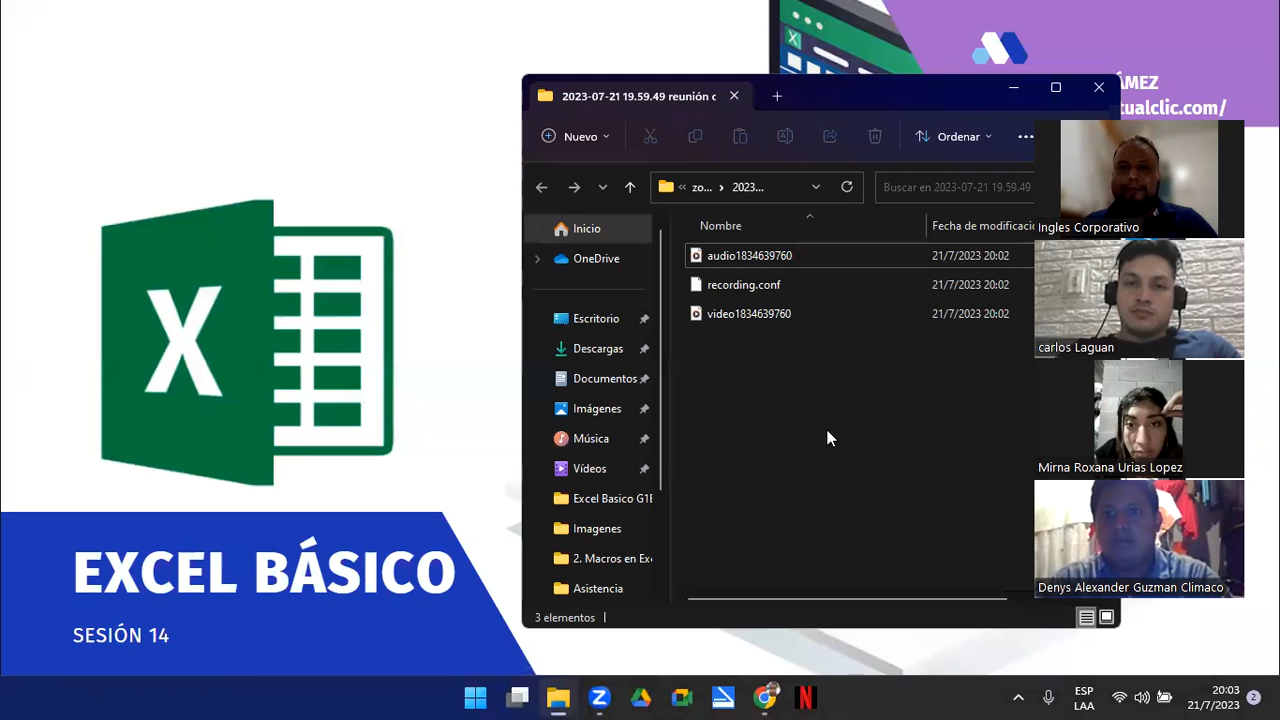 ÁMEZ
tualclic.com/
2023-07-21 19.59.49 reunión c
Nuevo
Ordenar
zo...
2023...
Buscar en 2023-07-21 19.59.49
Nombre
Fecha de modificació
Inicio
OneDrive
Escritorio
Descargas
Documentos
Imágenes
Música
Vídeos
Excel Basico G1
Imagenes
2. Macros en Exc
Asistencia
audio1834639760
21/7/2023 20:02
recording.conf
21/7/2023 20:02
video1834639760
21/7/2023 20:02
3 elementos
Ingles Corporativo
carlos Laguan
Mirna Roxana Urias Lopez
Denys Alexander Guzman Climaco
X
EXCEL BÁSICO
SESIÓN 14
ESP
LAA
20:03
21/7/2023
2